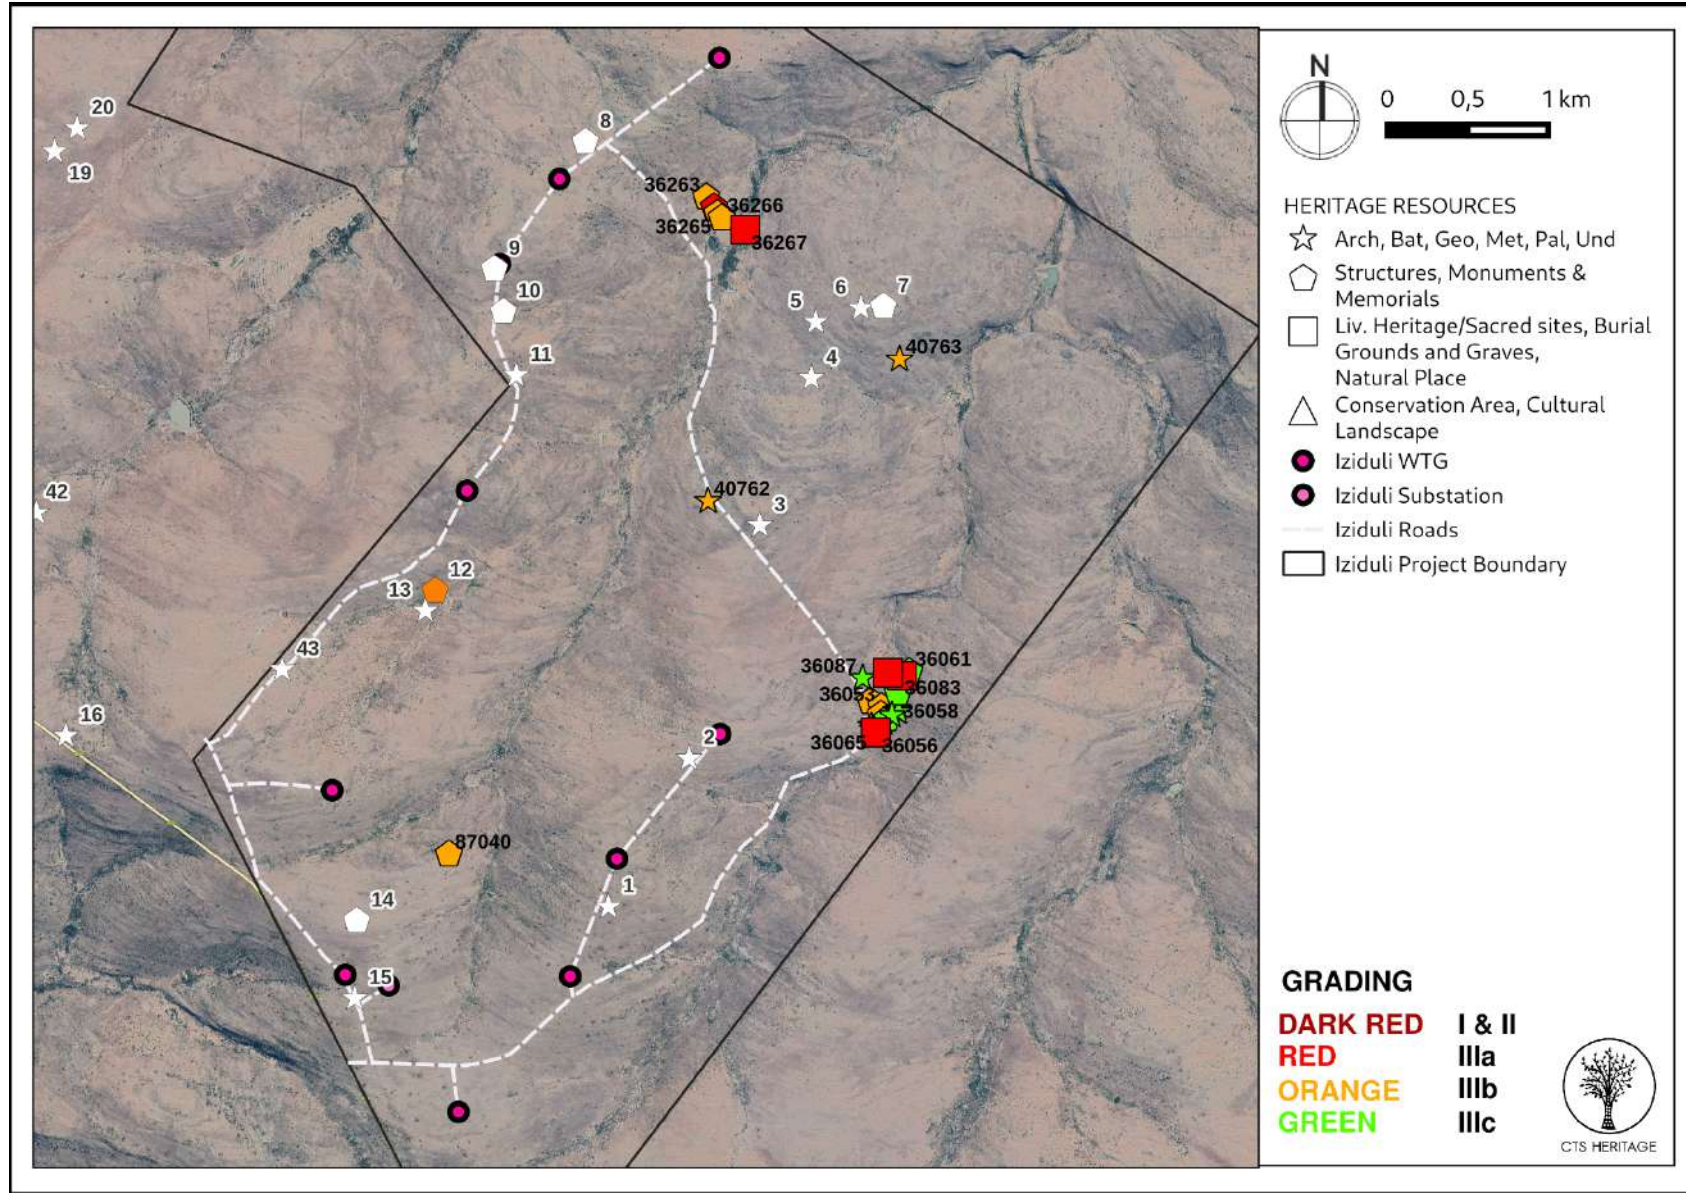 20
19
8
36263
36266
36265
36267
9
10
5
6
7
11
4
40763
42
40762
3
12
13
43
36087
36061
36083
36053
36058
36065
36056
16
2
87040
1
14
15
N
0 0,5 1 km
HERITAGE RESOURCES
Arch, Bat, Geo, Met, Pal, Und
Structures, Monuments &
Memorials
Liv. Heritage/Sacred sites, Burial
Grounds and Graves,
Natural Place
Conservation Area, Cultural
Landscape
Iziduli WTG
Iziduli Substation
Iziduli Roads
Iziduli Project Boundary
GRADING
DARK RED I & II
RED IIIa
ORANGE IIIb
GREEN IIIc
CTS HERITAGE